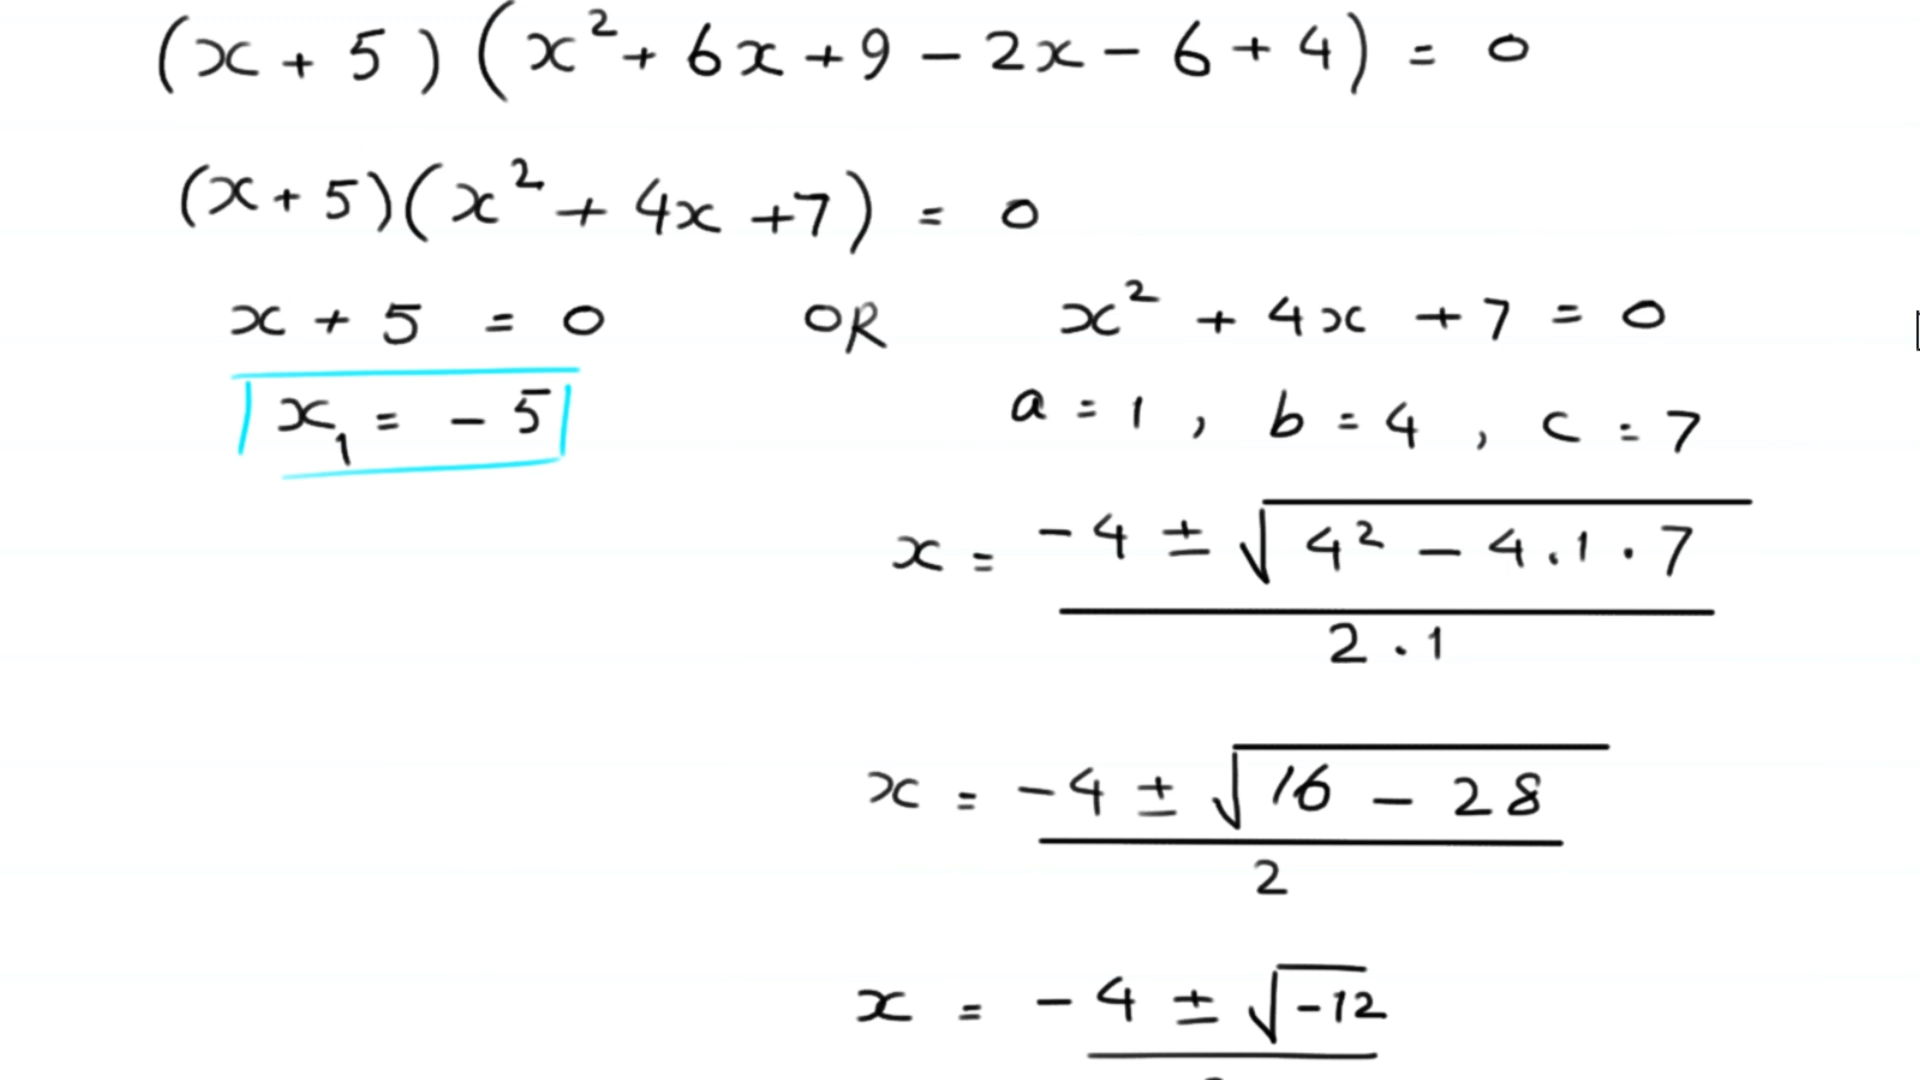 (x + 5) (x² + 6x + 9 - 2x - 6 + 4) = 0
(x + 5)(x² + 4x + 7) = 0
x + 5 = 0 OR x² + 4x + 7 = 0
x₁ = - 5
a = 1 , b = 4 , c = 7
x = (-4 ± √(4² - 4.1.7)) / (2.1)
x = (-4 ± √(16 - 28)) / 2
x = -4 ± √-12